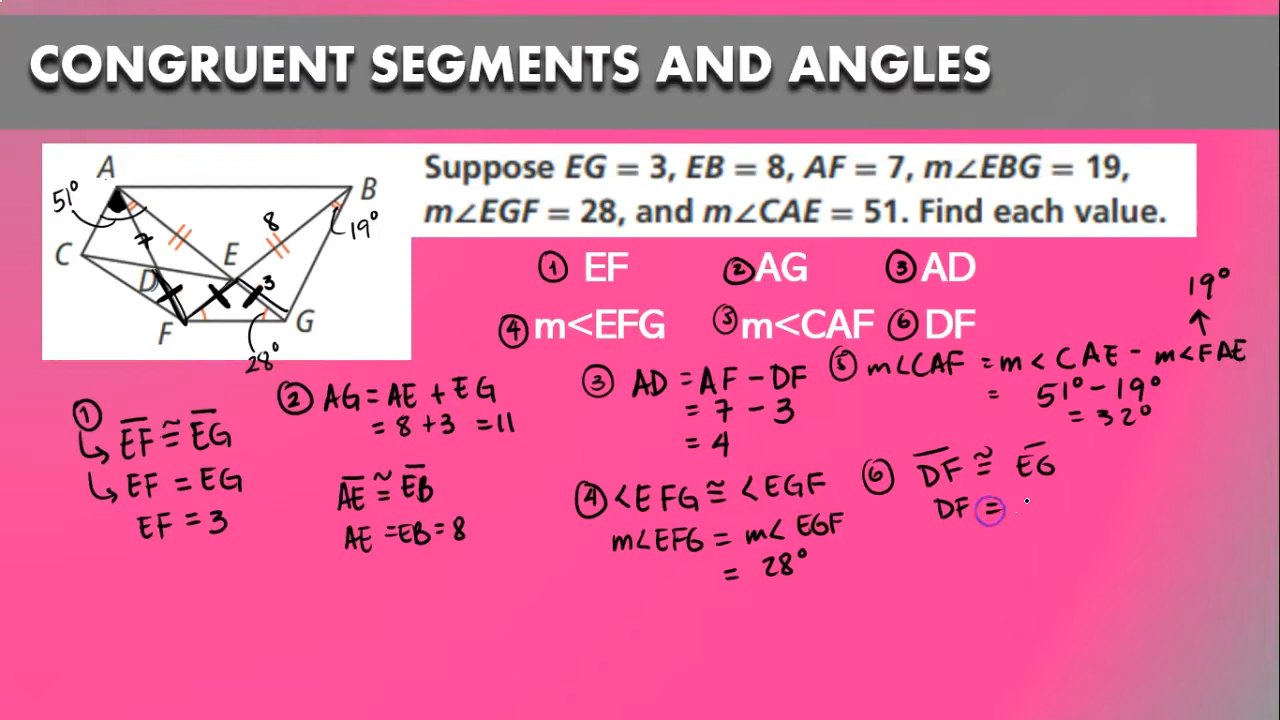 CONGRUENT SEGMENTS AND ANGLES
Suppose EG = 3, EB = 8, AF = 7, m∠EBG = 19,
m∠EGF = 28, and m∠CAE = 51. Find each value.
A
B
C
D
E
F
G
51°
7
8
19°
3
28°
① EF
② AG
③ AD
④ m<EFG
③ m<CAF
⑥ DF
①
EF ≅ EG
EF = EG
EF = 3
② AG = AE + EG
= 8 + 3 = 11
AE ≅ EB
AE = EB = 8
③ AD = AF - DF
= 7 - 3
= 4
④ <EFG ≅ <EGF
m<EFG = m< EGF
= 28°
19°
⑤ m<CAF = m< CAE - m<FAE
= 51° - 19°
= 32°
⑥ DF ≅ EG
DF =